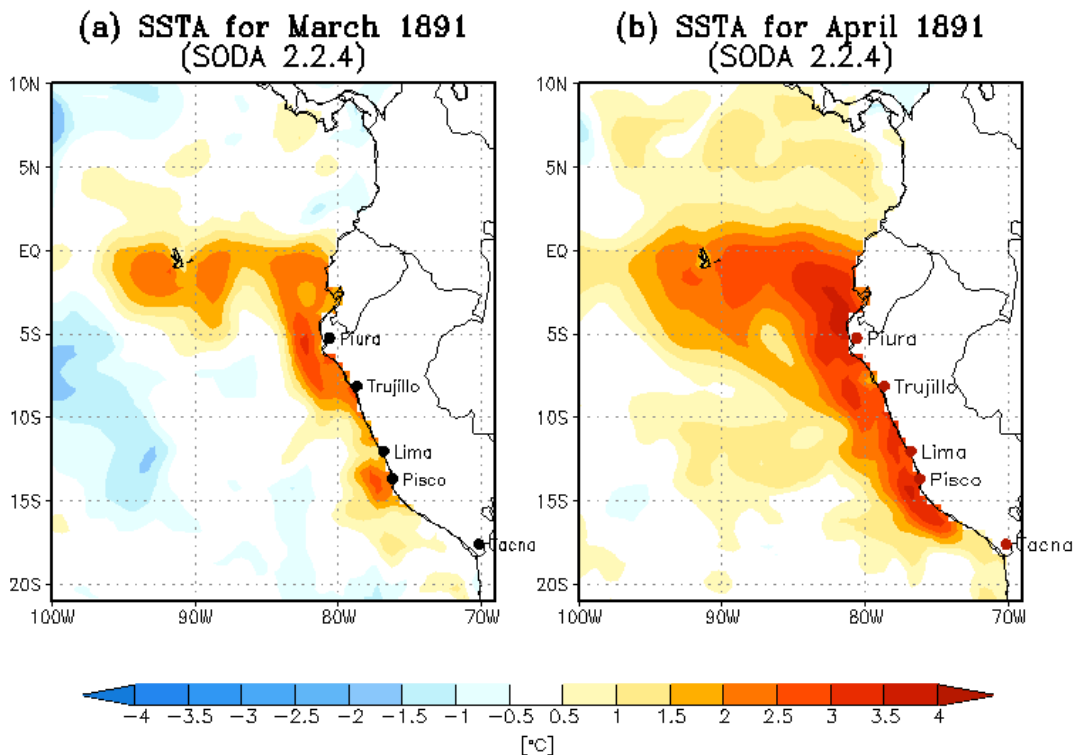 (a) SSTA for March 1891
(SODA 2.2.4)
10N
5N
EQ
5S
10S
15S
20S
100W 90W 80W 70W
Piura
Trujillo
Lima
Pisco
Tacna
(b) SSTA for April 1891
(SODA 2.2.4)
10N
5N
EQ
5S
10S
15S
20S
100W 90W 80W 70W
Piura
Trujillo
Lima
Pisco
Tacna
-4 -3.5 -3 -2.5 -2 -1.5 -1 -0.5 0.5 1 1.5 2 2.5 3 3.5 4
[°C]